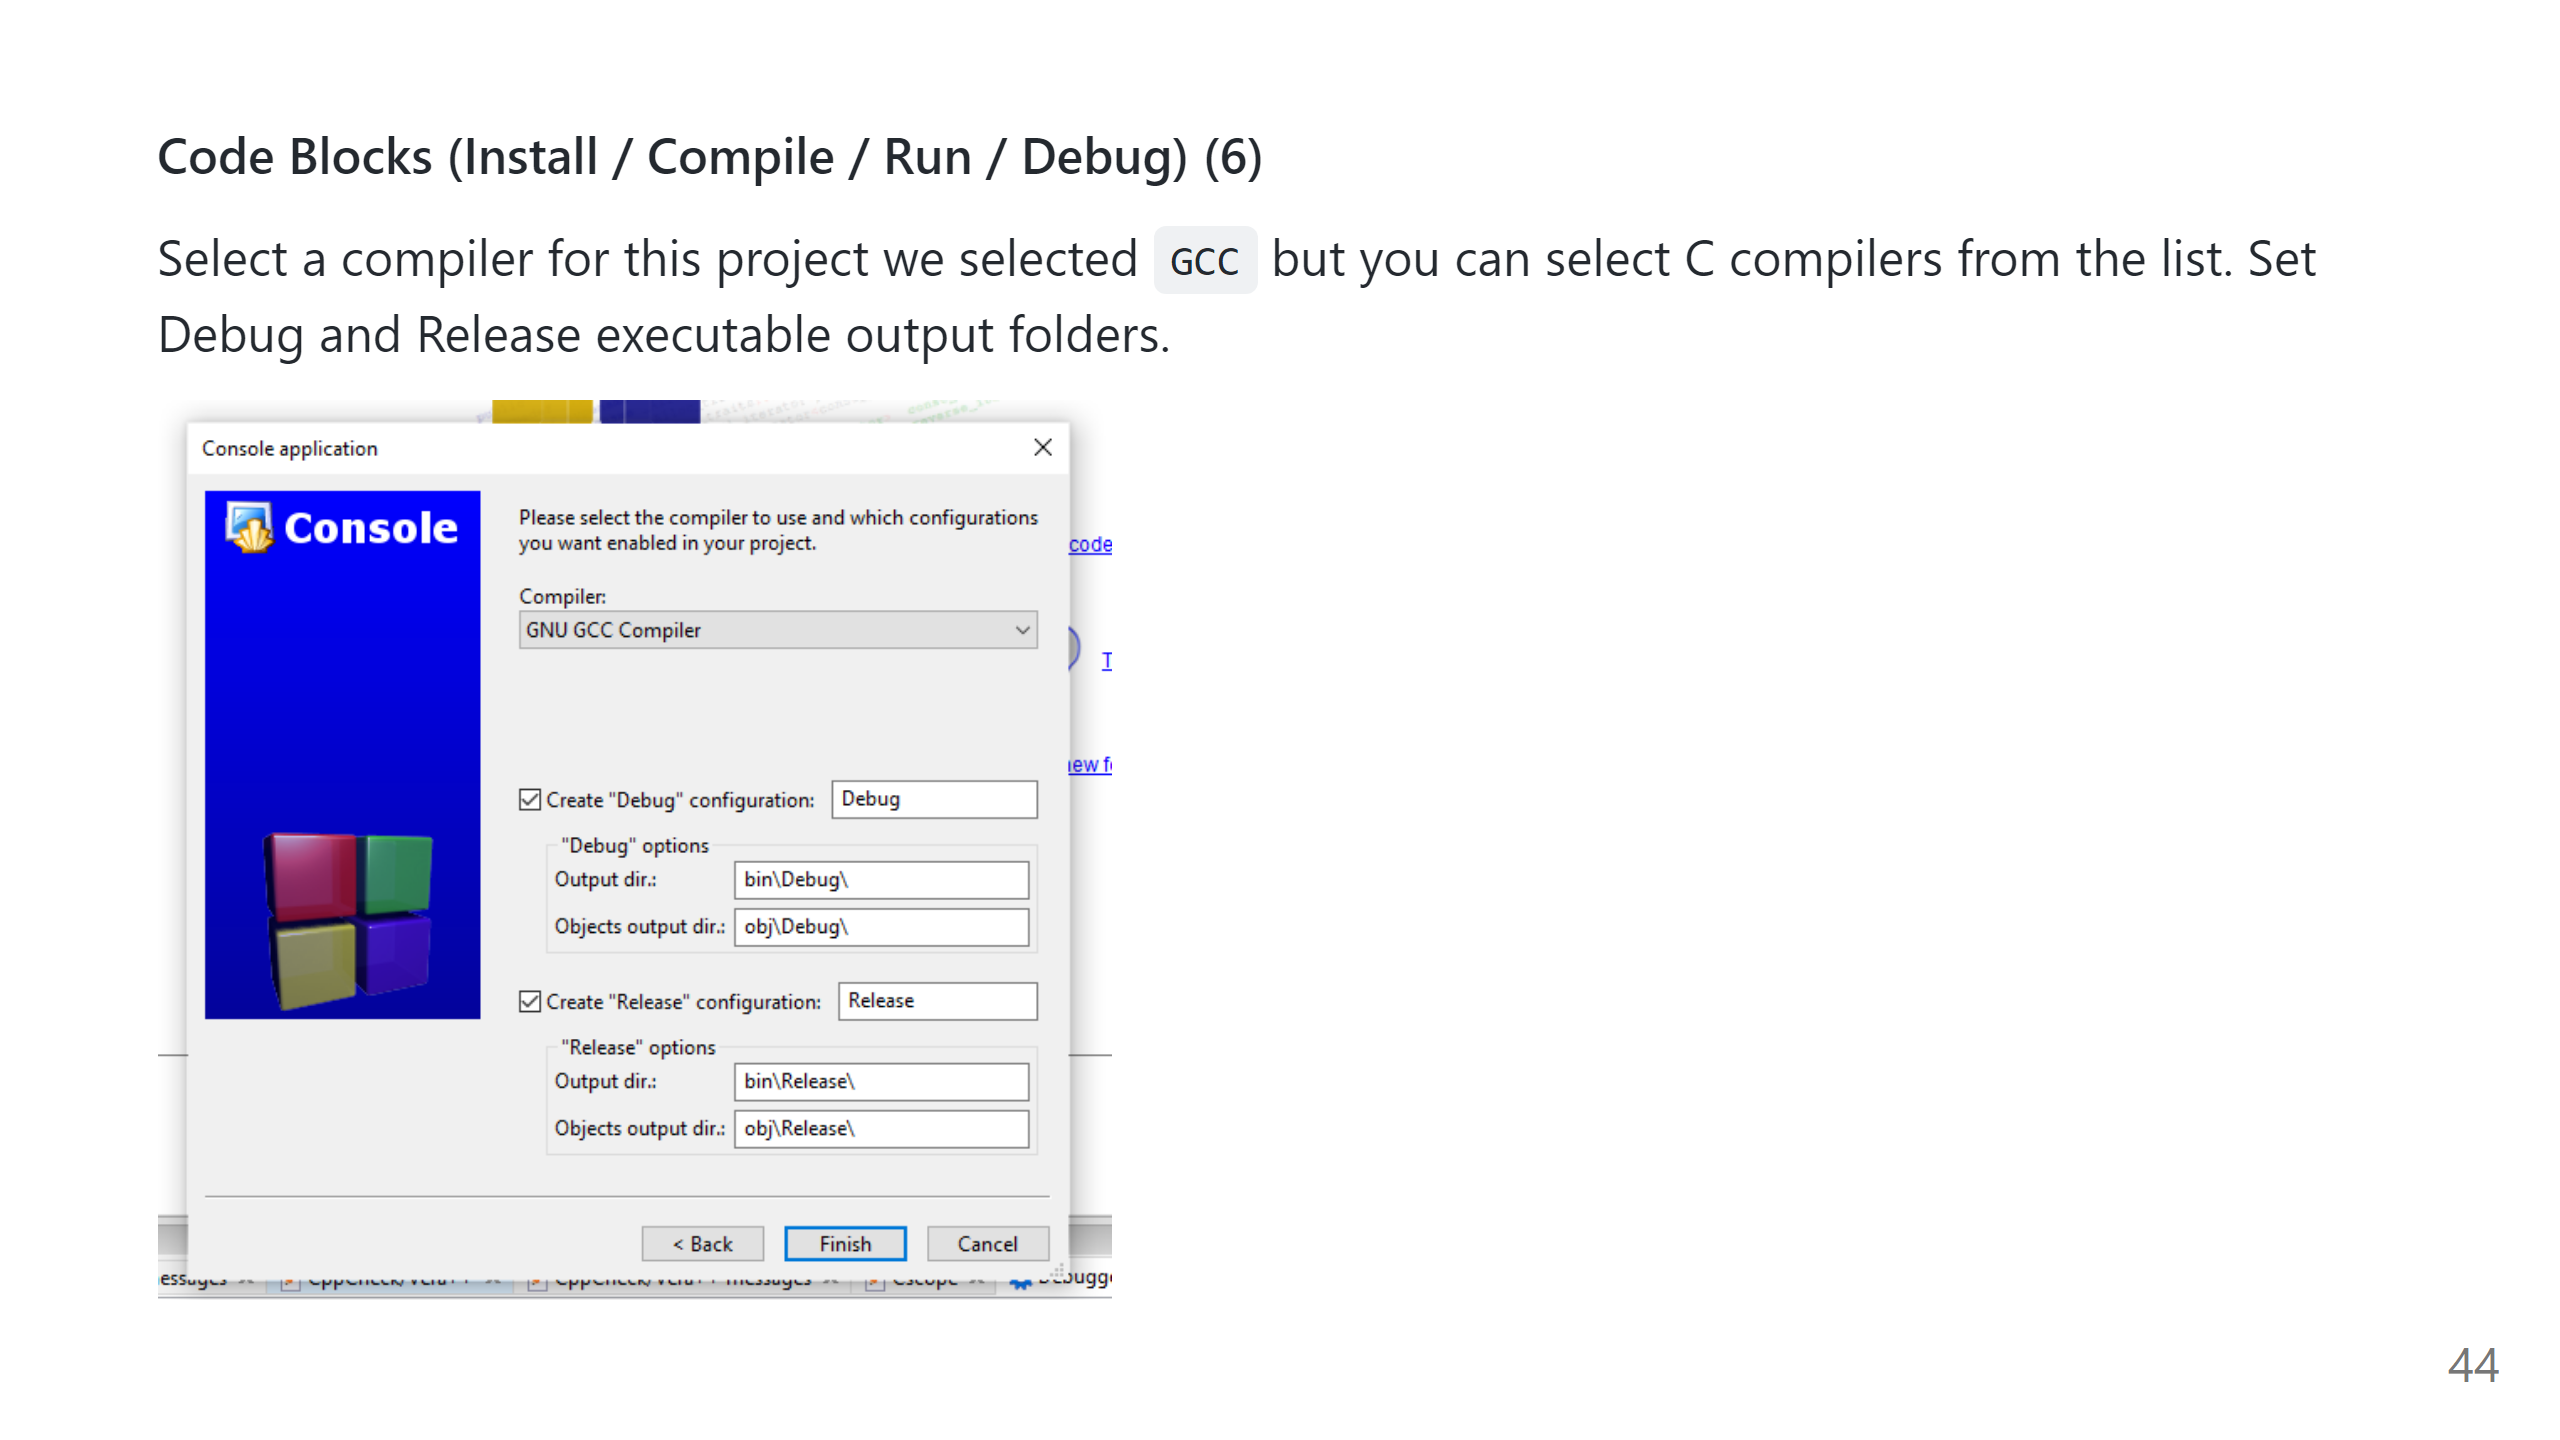 Code Blocks (Install / Compile / Run / Debug) (6)
Select a compiler for this project we selected GCC but you can select C compilers from the list. Set
Debug and Release executable output folders.
Console application
Console
Please select the compiler to use and which configurations
you want enabled in your project.
code
Compiler:
GNU GCC Compiler
T
Create "Debug" configuration: Debug
"Debug" options
Output dir.: bin\Debug\
Objects output dir.: obj\Debug\
Create "Release" configuration: Release
"Release" options
Output dir.: bin\Release\
Objects output dir.: obj\Release\
< Back Finish Cancel
44